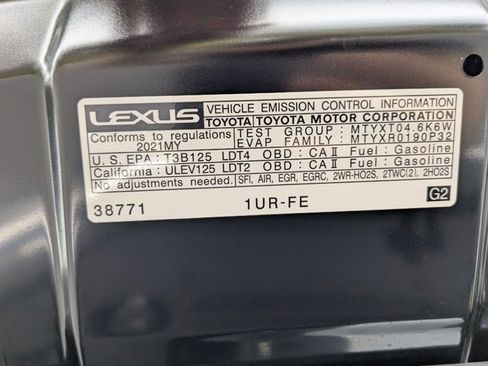 LEXUS VEHICLE EMISSION CONTROL INFORMATION
TOYOTA TOYOTA MOTOR CORPORATION
Conforms to regulations TEST GROUP : MTYXT04.6K6W
2021MY EVAP FAMILY: MTYXR0190P32
U.S. EPA : T3B125 LDT4 OBD : CA II Fuel : Gasoline
California : ULEV125 LDT2 OBD : CA II Fuel : Gasoline
No adjustments needed. SFI, AIR, EGR, EGRC, 2WR-HO2S, 2TWC(2), 2HO2S
38771 1UR-FE G2